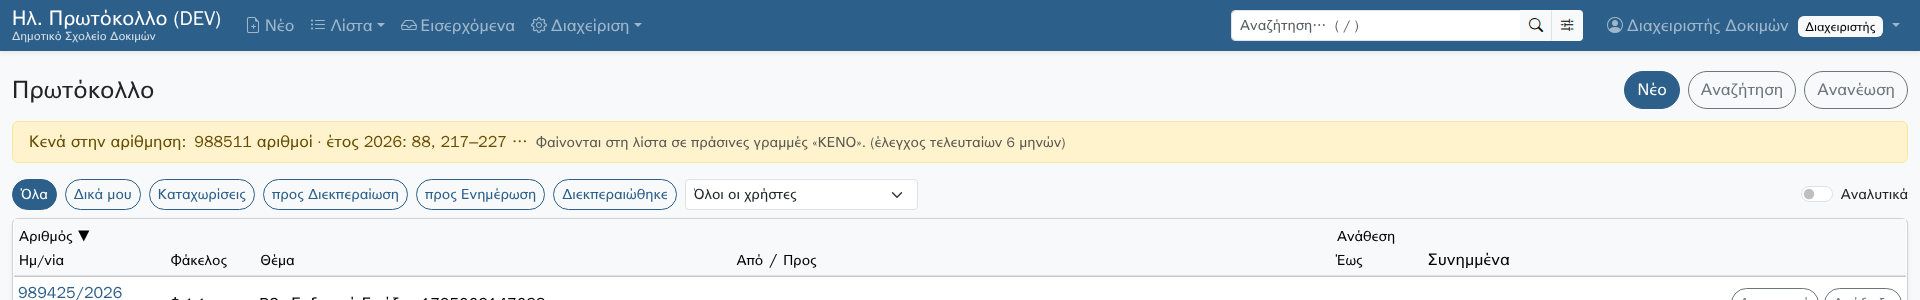 Ηλ. Πρωτόκολλο (DEV)
Δημοτικό Σχολείο Δοκιμών
Νέο
Λίστα
Εισερχόμενα
Διαχείριση
Αναζήτηση… ( / )
Διαχειριστής Δοκιμών
Διαχειριστής
Πρωτόκολλο
Νέο
Αναζήτηση
Ανανέωση
Κενά στην αρίθμηση: 988511 αριθμοί · έτος 2026: 88, 217–227 … Φαίνονται στη λίστα σε πράσινες γραμμές «ΚΕΝΟ». (έλεγχος τελευταίων 6 μηνών)
Όλα
Δικά μου
Καταχωρίσεις
προς Διεκπεραίωση
προς Ενημέρωση
Διεκπεραιώθηκε
Όλοι οι χρήστες
Αναλυτικά
Αριθμός ▼
Ανάθεση
Ημ/νία
Φάκελος
Θέμα
Από / Προς
Έως
Συνημμένα
989425/2026